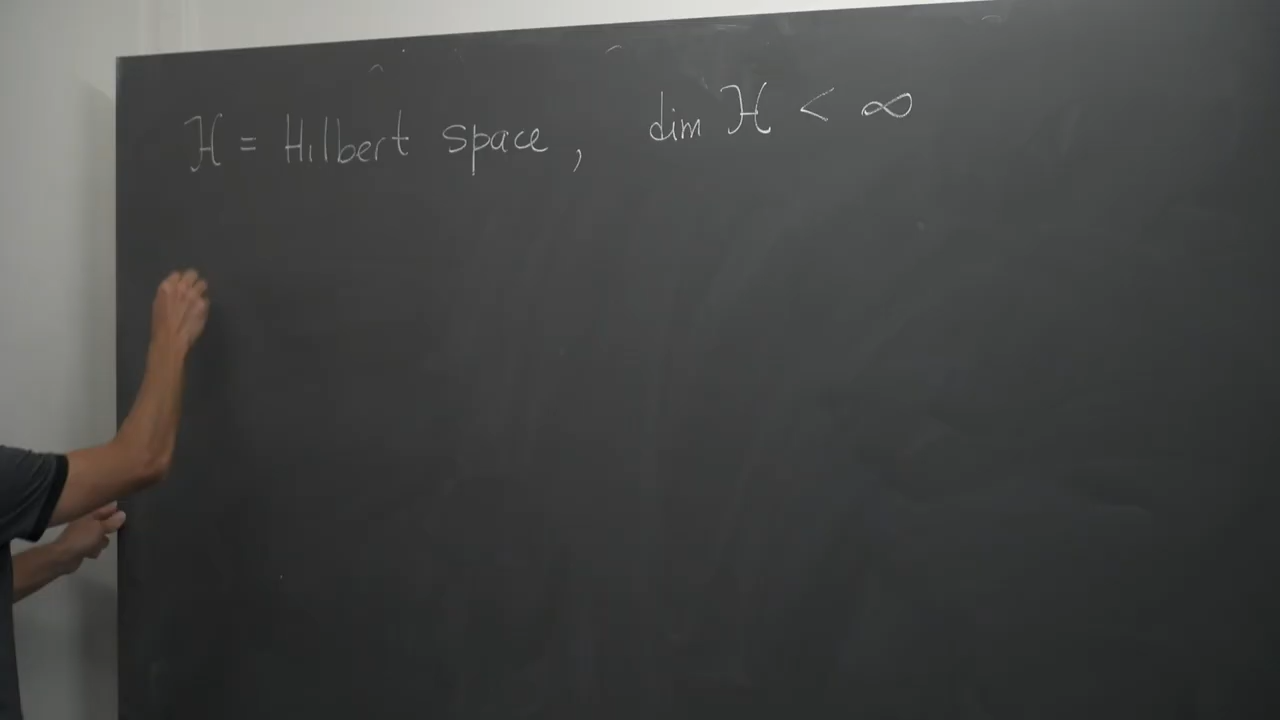 ℋ = Hilbert space, dim ℋ < ∞